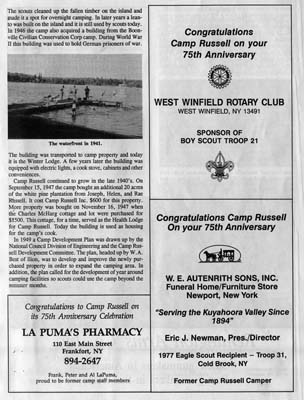 The scouts cleaned up the fallen timber on the island and
made it a spot for overnight camping. In later years a lean-
to was built on the island and it is still used by scouts today.
In 1946 the camp also acquired a building from the Boon-
ville Civilian Conservation Corp camp. During World War
II this building was used to hold German prisoners of war.
The waterfront in 1941.
The building was transported to camp property and today
it is the Winter Lodge. A few years later the building was
equipped with electric lights, a cook stove, cabinets and other
conveniences.
Camp Russell continued to grow in the late 1940's. On
September 15, 1947 the camp bought an additional 20 acres
of the white pine plantation from Joseph, Helen, and Rae
Russell. It cost Camp Russell Inc. $600 for this property.
More property was bought on November 16, 1947 when
the Charles McHarg cottage and lot were purchased for
$1500. This cottage, for a time, served as the Health Lodge
for Camp Russell. Today the building is used as housing
for the camp's cook.
In 1949 a Camp Development Plan was drawn up by the
National Council Division of Engineering and the Camp Rus-
sell Development Committee. The plan, headed by W. A.
of Ilion, was to develop and improve the newly pur-
chased property in order to expand the camping area. In
addition, the plan called for the development of year around
camping facilities so scouts could use the camp beyond the
summer months.
Congratulations to Camp Russell on
its 75th Anniversary Celebration
LA PUMA'S PHARMACY
110 East Main Street
Frankfort, NY
894-2647
Frank, Peter and Al LaPuma,
proud to be former camp staff members
Congratulations
Camp Russell on your
75th Anniversary
WEST WINFIELD ROTARY CLUB
WEST WINFIELD, NY 13491
SPONSOR OF
BOY SCOUT TROOP 21
Congratulations Camp Russell
On your 75th Anniversary
W. E. AUTENRITH SONS, INC.
Funeral Home/Furniture Store
Newport, New York
"Serving the Kuyahoora Valley Since
1894"
Eric J. Newman, Pres./Director
1977 Eagle Scout Recipient – Troop 31,
Cold Brook, NY
Former Camp Russell Camper